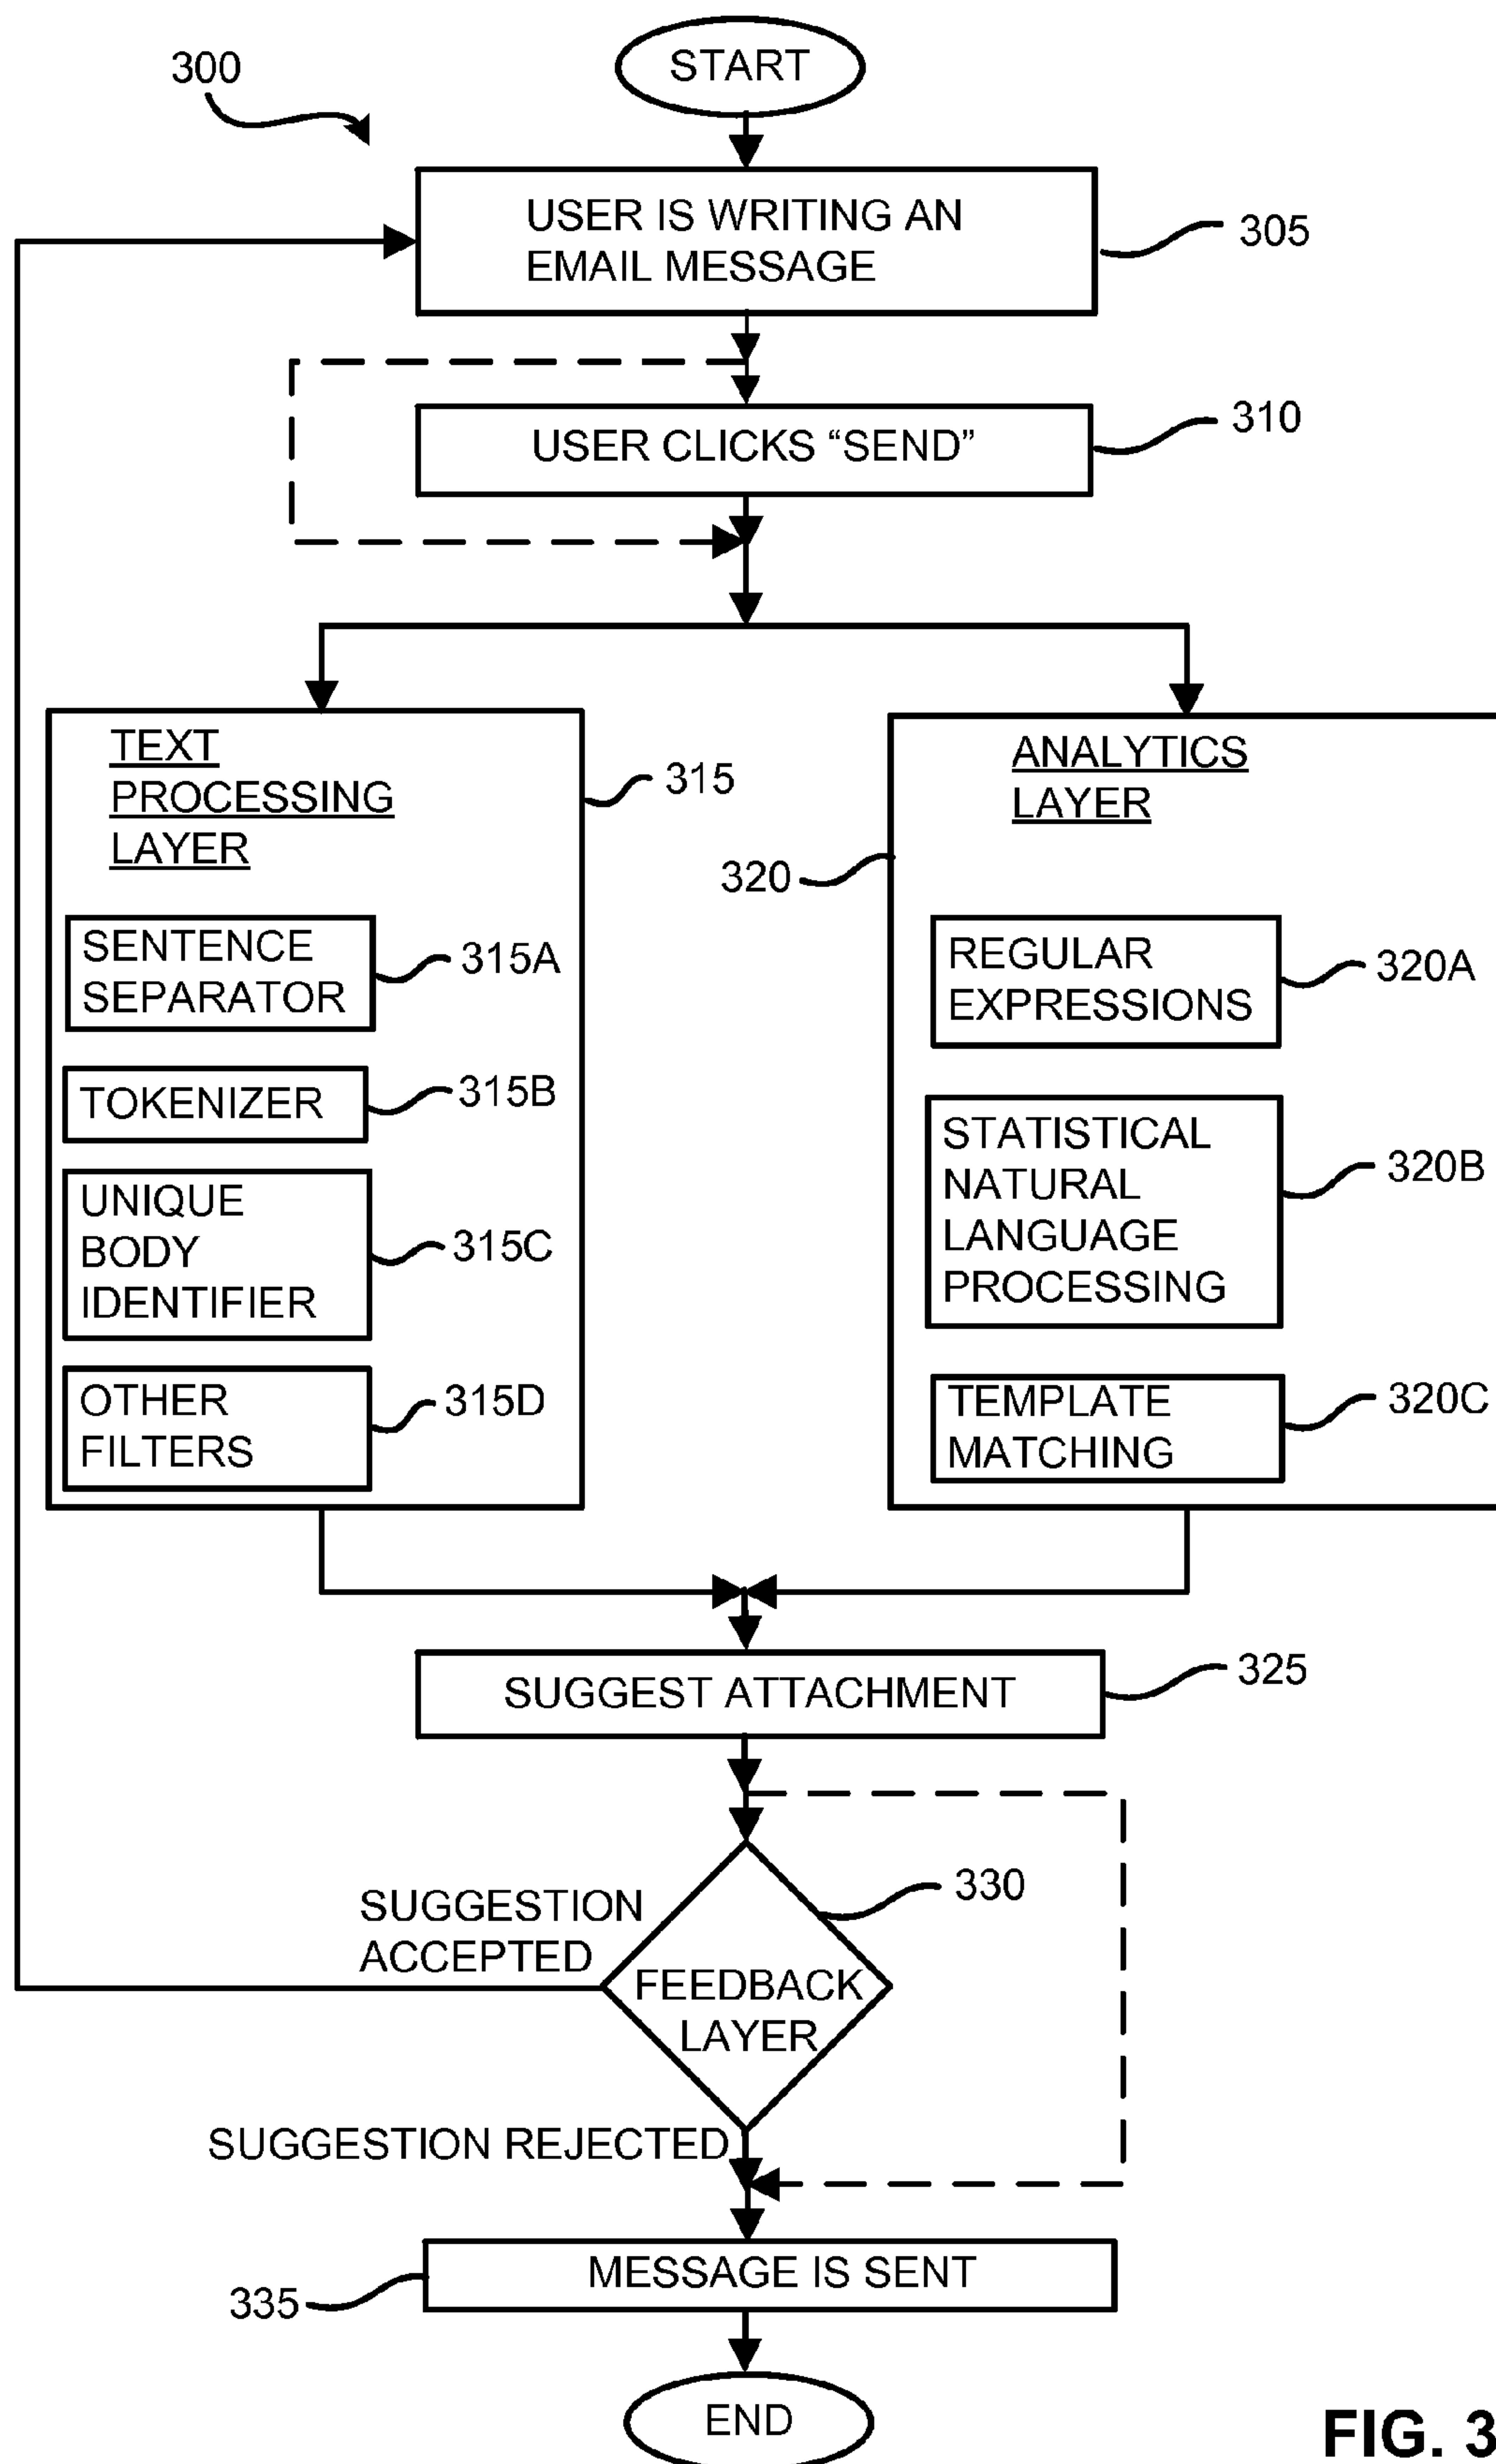 300
START
USER IS WRITING AN
EMAIL MESSAGE
305
USER CLICKS “SEND”
310
TEXT
PROCESSING
LAYER
315
SENTENCE
SEPARATOR
315A
TOKENIZER
315B
UNIQUE
BODY
IDENTIFIER
315C
OTHER
FILTERS
315D
ANALYTICS
LAYER
320
REGULAR
EXPRESSIONS
320A
STATISTICAL
NATURAL
LANGUAGE
PROCESSING
320B
TEMPLATE
MATCHING
320C
SUGGEST ATTACHMENT
325
SUGGESTION
ACCEPTED
330
FEEDBACK
LAYER
SUGGESTION REJECTED
MESSAGE IS SENT
335
END
FIG. 3